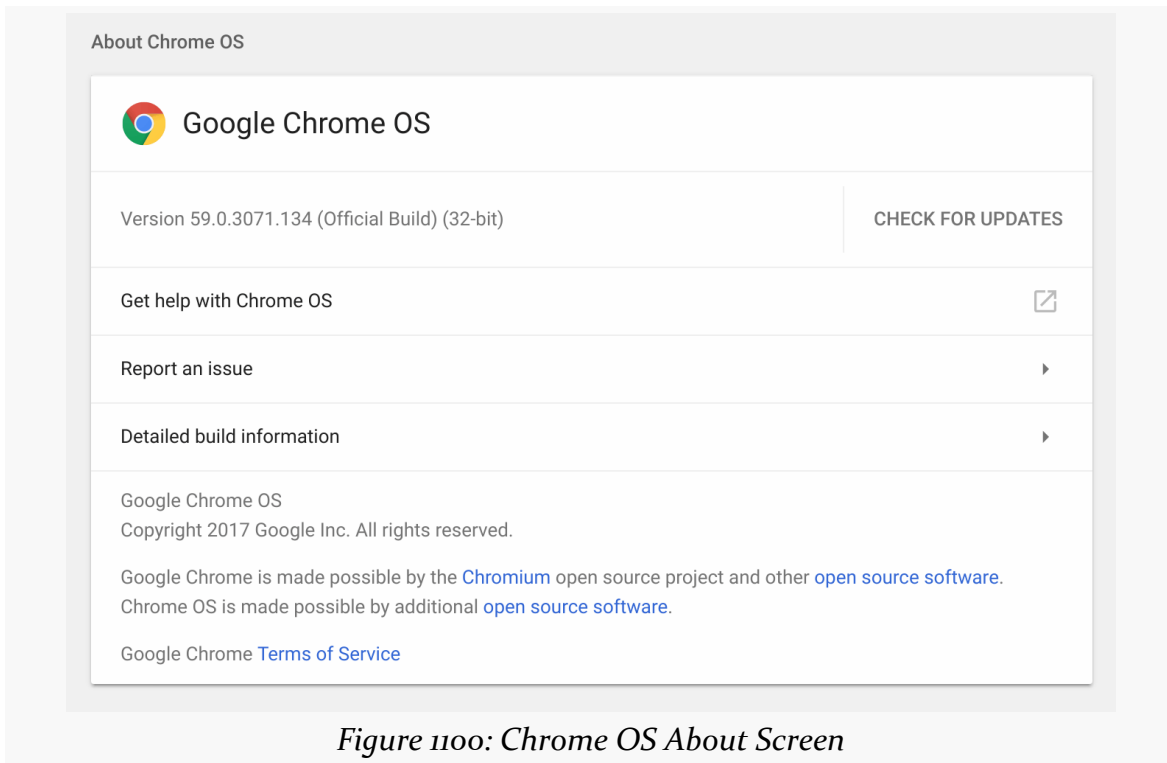 About Chrome OS
Google Chrome OS
Version 59.0.3071.134 (Official Build) (32-bit)
CHECK FOR UPDATES
Get help with Chrome OS
Report an issue
Detailed build information
Google Chrome OS
Copyright 2017 Google Inc. All rights reserved.
Google Chrome is made possible by the Chromium open source project and other open source software.
Chrome OS is made possible by additional open source software.
Google Chrome Terms of Service
Figure 1100: Chrome OS About Screen